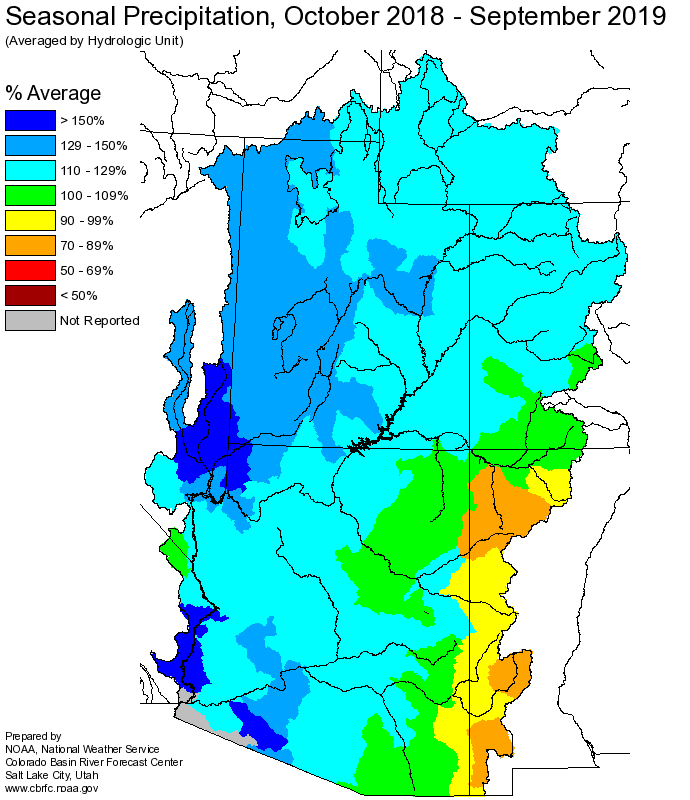 Seasonal Precipitation, October 2018 - September 2019
(Averaged by Hydrologic Unit)
% Average
> 150%
129 - 150%
110 - 129%
100 - 109%
90 - 99%
70 - 89%
50 - 69%
< 50%
Not Reported
Prepared by
NOAA, National Weather Service
Colorado Basin River Forecast Center
Salt Lake City, Utah
www.cbrfc.noaa.gov